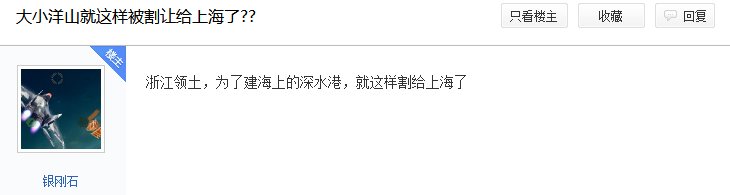 大小洋山就这样被割让给上海了??
只看楼主
收藏
回复
楼主
浙江领土，为了建海上的深水港，就这样割给上海了
银刚石